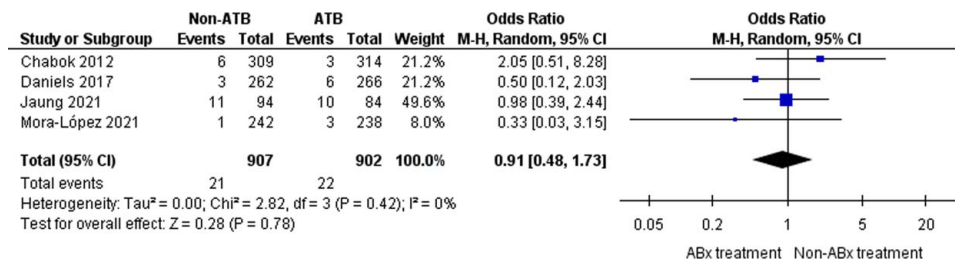 Non-ATB ATB Odds Ratio Odds Ratio
Study or Subgroup Events Total Events Total Weight M-H, Random, 95% CI M-H, Random, 95% CI
Chabok 2012 6 309 3 314 21.2% 2.05 [0.51, 8.28]
Daniels 2017 3 262 6 266 21.2% 0.50 [0.12, 2.03]
Jaung 2021 11 94 10 84 49.6% 0.98 [0.39, 2.44]
Mora-López 2021 1 242 3 238 8.0% 0.33 [0.03, 3.15]
Total (95% CI) 907 902 100.0% 0.91 [0.48, 1.73]
Total events 21 22
Heterogeneity: Tau² = 0.00; Chi² = 2.82, df = 3 (P = 0.42); I² = 0%
Test for overall effect: Z = 0.28 (P = 0.78)
0.05 0.2 1 5 20
ABx treatment Non-ABx treatment